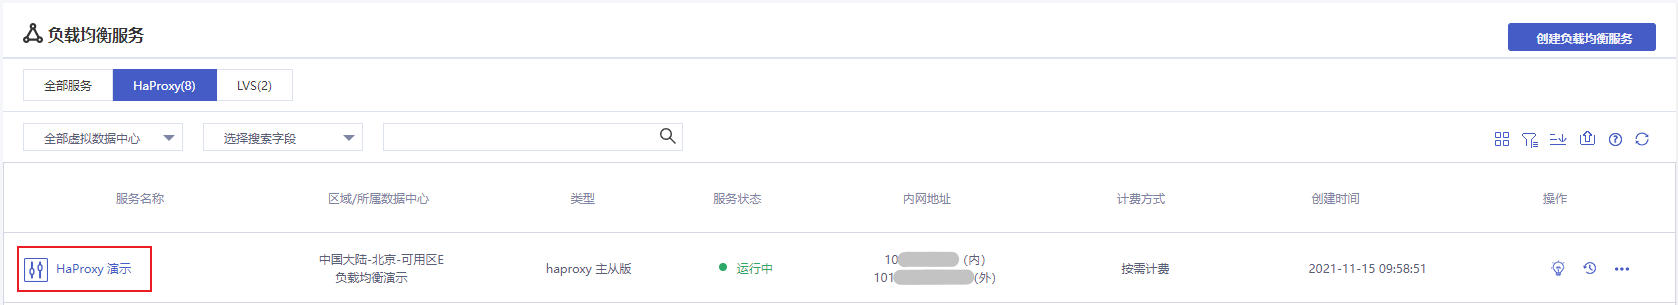 负载均衡服务
创建负载均衡服务
全部服务 HaProxy(8) LVS(2)
全部虚拟数据中心 选择搜索字段
服务名称 区域/所属数据中心 类型 服务状态 内网地址 计费方式 创建时间 操作
HaProxy 演示 中国大陆-北京-可用区E haproxy 主从版 运行中 10 (内) 按需计费 2021-11-15 09:58:51
负载均衡演示 101 (外)